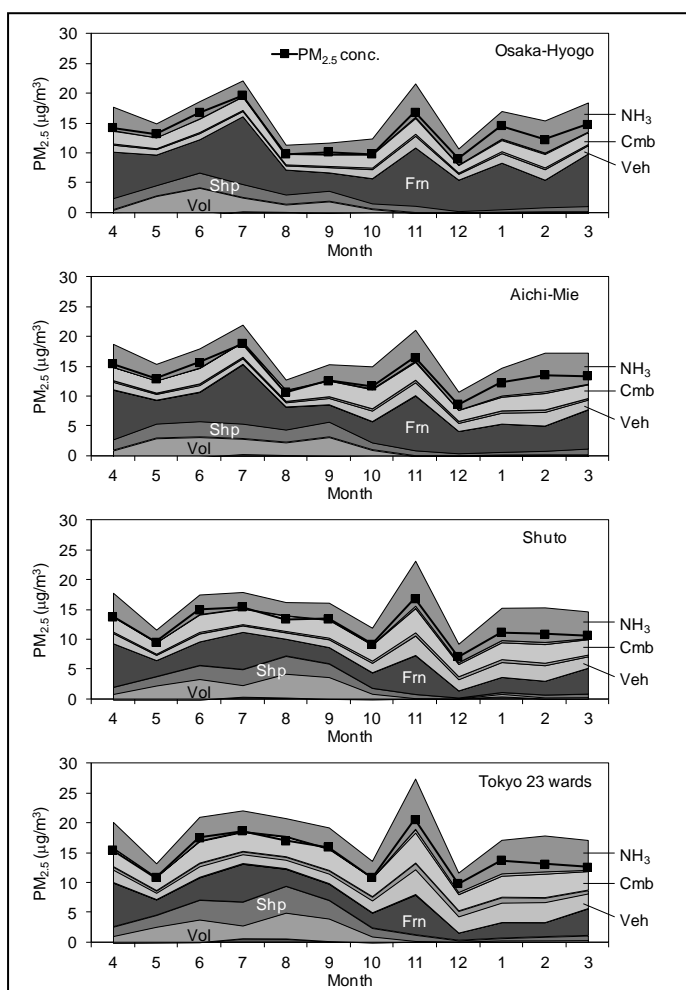 30
25
20
15
10
5
0
PM2.5 (µg/m3)
PM2.5 conc.
Osaka-Hyogo
NH3
Cmb
Veh
Frn
Shp
Vol
4 5 6 7 8 9 10 11 12 1 2 3
Month
30
25
20
15
10
5
0
PM2.5 (µg/m3)
Aichi-Mie
NH3
Cmb
Veh
Frn
Shp
Vol
4 5 6 7 8 9 10 11 12 1 2 3
Month
30
25
20
15
10
5
0
PM2.5 (µg/m3)
Shuto
NH3
Cmb
Veh
Frn
Shp
Vol
4 5 6 7 8 9 10 11 12 1 2 3
Month
30
25
20
15
10
5
0
PM2.5 (µg/m3)
Tokyo 23 wards
NH3
Cmb
Veh
Frn
Shp
Vol
4 5 6 7 8 9 10 11 12 1 2 3
Month